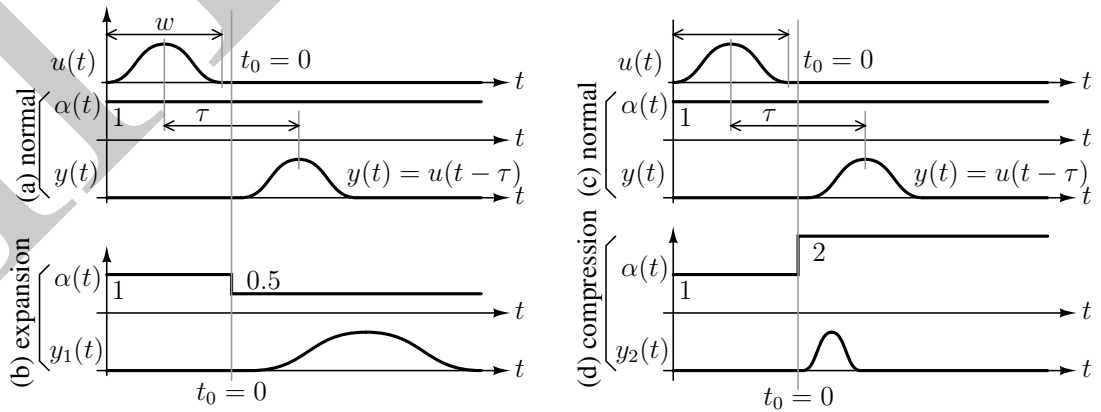 w
u(t)
t₀ = 0
t
(a) normal
α(t)
1
τ
t
y(t)
y(t) = u(t − τ)
t
(b) expansion
α(t)
1
0.5
t
y₁(t)
t
t₀ = 0
u(t)
t₀ = 0
t
(c) normal
α(t)
1
τ
t
y(t)
y(t) = u(t − τ)
t
(d) compression
α(t)
1
2
t
y₂(t)
t
t₀ = 0